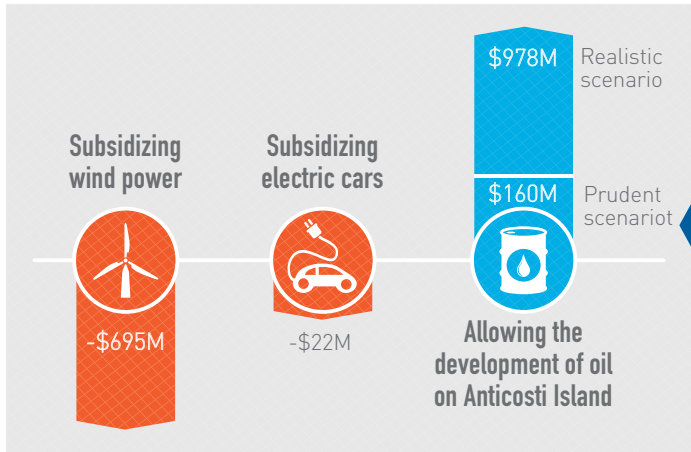 $978M
Realistic
scenario
Subsidizing
wind power
Subsidizing
electric cars
$160M
Prudent
scenariot
-$695M
-$22M
Allowing the
development of oil
on Anticosti Island